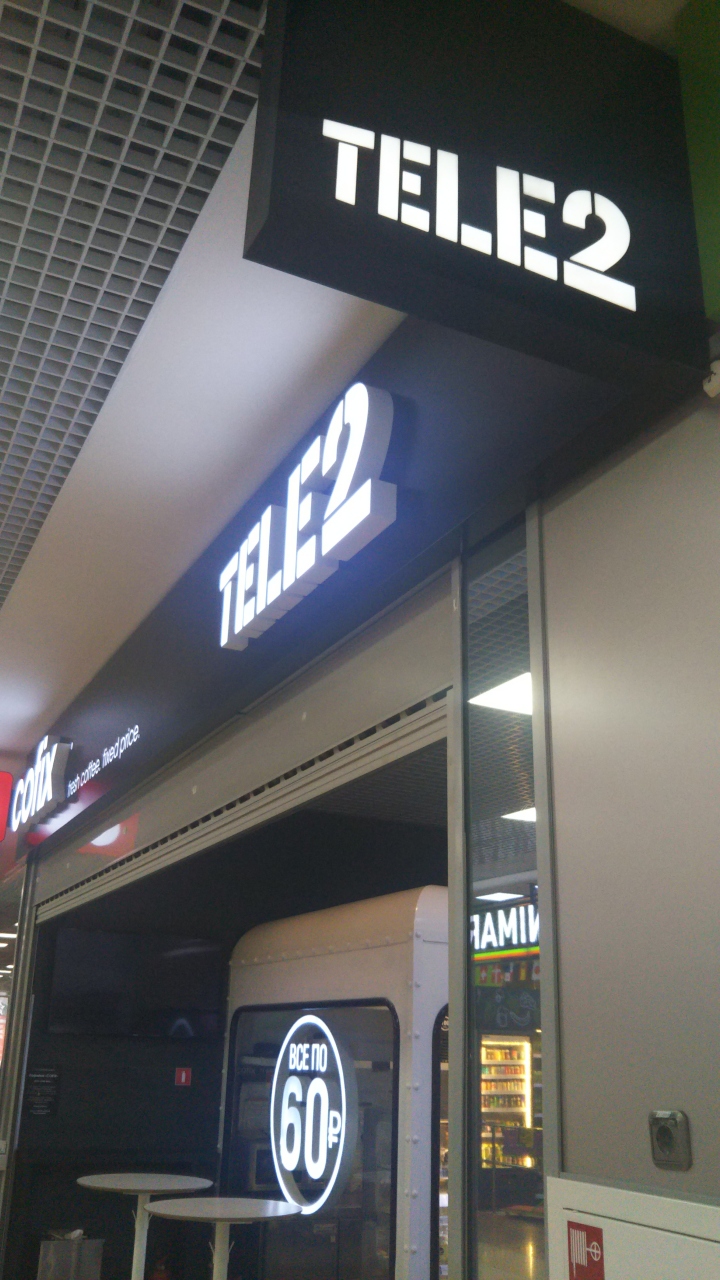 TELE2
TELE2
cofix
fresh coffee. fixed price.
ВСЕ ПО
60₽